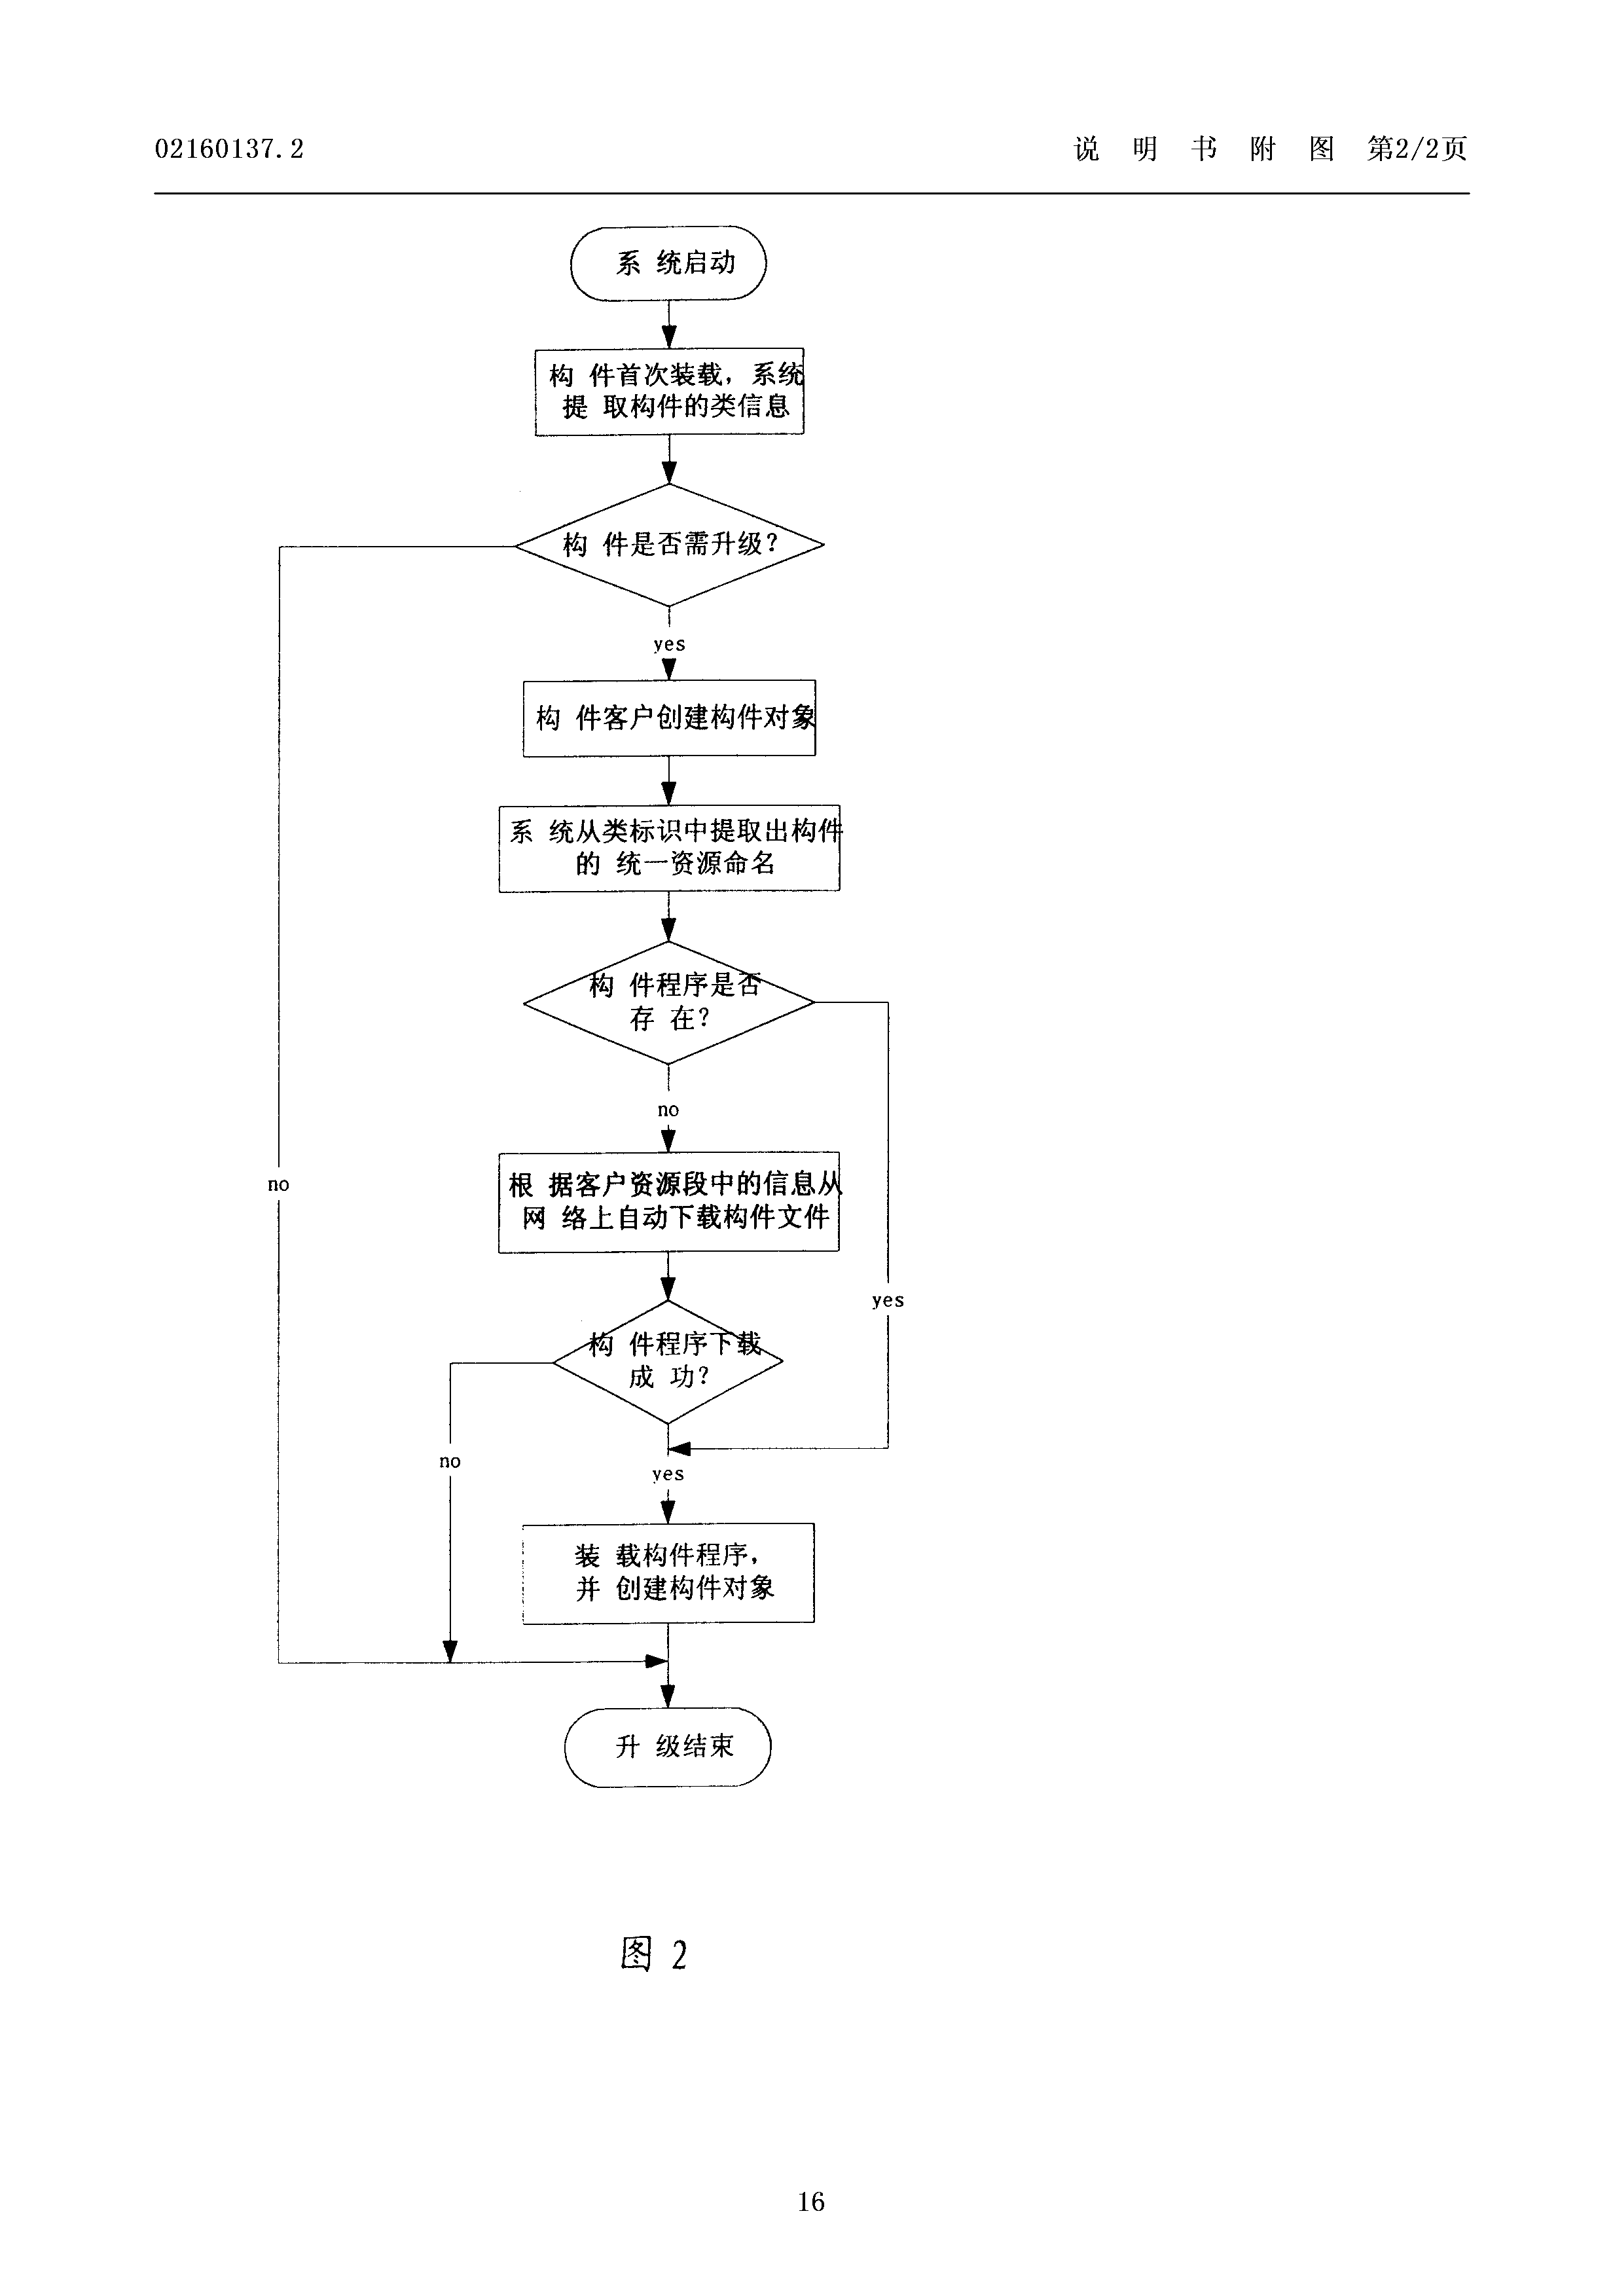 02160137.2
说 明 书 附 图 第2/2页
系 统启动
构 件首次装载，系统
提 取构件的类信息
构 件是否需升级？
yes
构 件客户创建构件对象
系 统从类标识中提取出构件
的 统一资源命名
构 件程序是否
存 在？
no
根 据客户资源段中的信息从
网 络上自动下载构件文件
no
yes
构 件程序下载
成 功？
no
yes
装 载构件程序，
并 创建构件对象
升 级结束
图 2
16